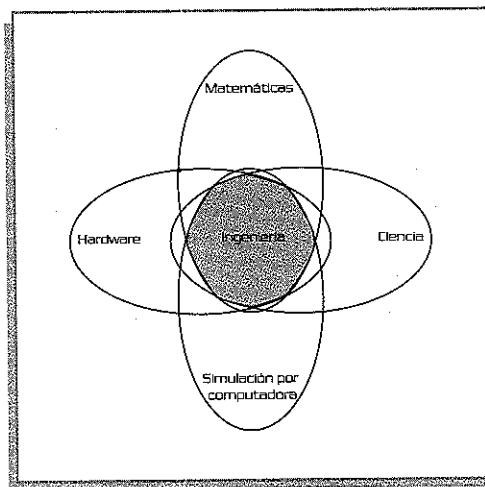 Matemáticas
Hardware
Ingeniería
Ciencia
Simulación por
computadora